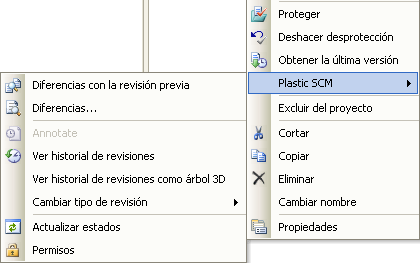 Proteger
Deshacer desprotección
Obtener la última versión
Plastic SCM
Excluir del proyecto
Cortar
Copiar
Eliminar
Cambiar nombre
Propiedades
Diferencias con la revisión previa
Diferencias...
Annotate
Ver historial de revisiones
Ver historial de revisiones como árbol 3D
Cambiar tipo de revisión
Actualizar estados
Permisos